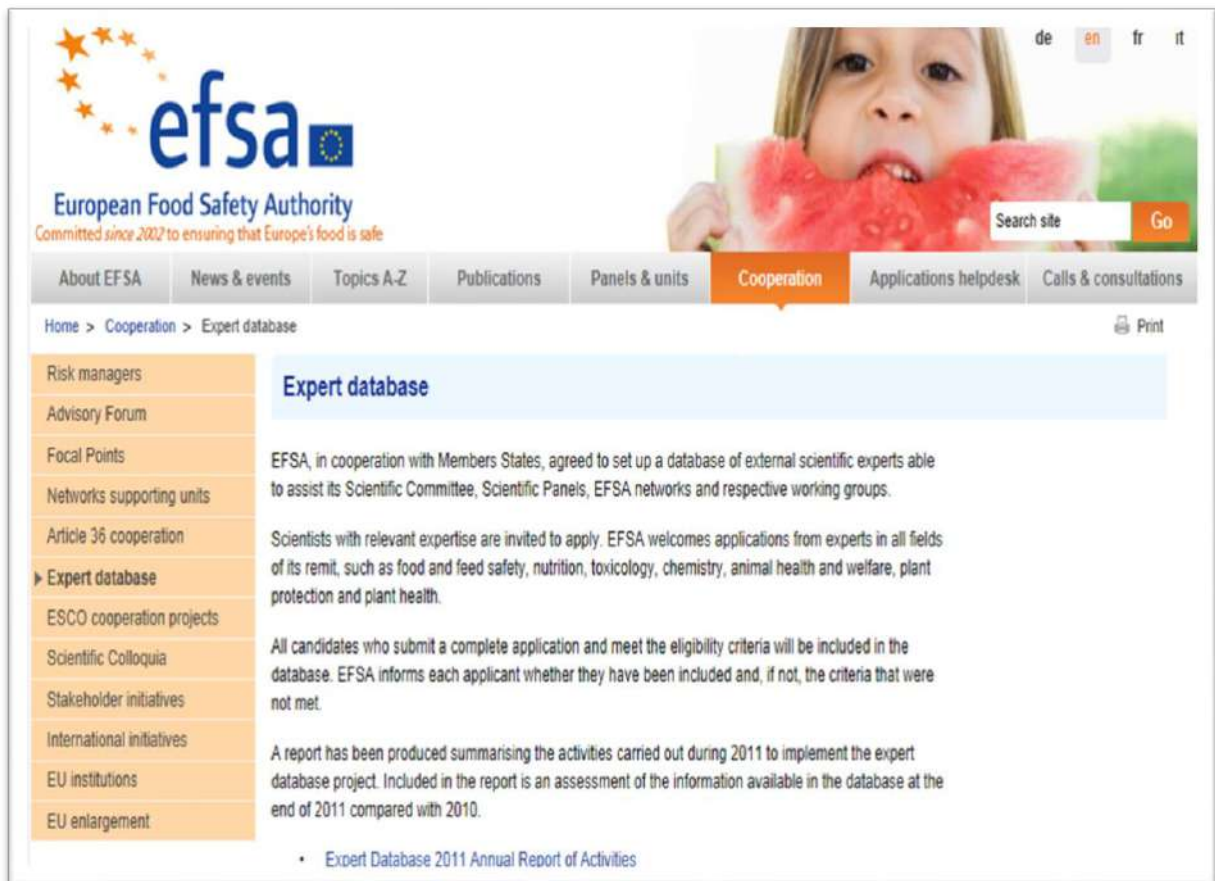 de en fr it
efsa
European Food Safety Authority
Committed since 2002 to ensuring that Europe's food is safe
Search site Go
About EFSA News & events Topics A-Z Publications Panels & units Cooperation Applications helpdesk Calls & consultations
Home > Cooperation > Expert database
Print
Risk managers
Advisory Forum
Focal Points
Networks supporting units
Article 36 cooperation
Expert database
ESCO cooperation projects
Scientific Colloquia
Stakeholder initiatives
International initiatives
EU institutions
EU enlargement
Expert database
EFSA, in cooperation with Members States, agreed to set up a database of external scientific experts able
to assist its Scientific Committee, Scientific Panels, EFSA networks and respective working groups.
Scientists with relevant expertise are invited to apply. EFSA welcomes applications from experts in all fields
of its remit, such as food and feed safety, nutrition, toxicology, chemistry, animal health and welfare, plant
protection and plant health.
All candidates who submit a complete application and meet the eligibility criteria will be included in the
database. EFSA informs each applicant whether they have been included and, if not, the criteria that were
not met.
A report has been produced summarising the activities carried out during 2011 to implement the expert
database project. Included in the report is an assessment of the information available in the database at the
end of 2011 compared with 2010.
• Expert Database 2011 Annual Report of Activities